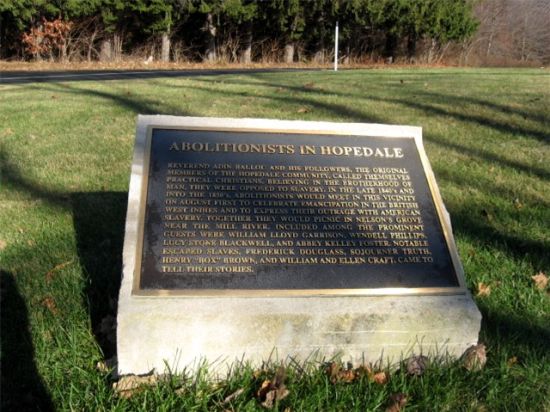 ABOLITIONISTS IN HOPEDALE
REVEREND ADIN BALLOU, AND HIS FOLLOWERS, THE ORIGINAL
MEMBERS OF THE HOPEDALE COMMUNITY, CALLED THEMSELVES
PRACTICAL CHRISTIANS, BELIEVING IN THE BROTHERHOOD OF
MAN, THEY WERE OPPOSED TO SLAVERY. IN THE LATE 1840'S AND
INTO THE 1850'S, ABOLITIONISTS WOULD MEET IN THIS VICINITY
ON AUGUST FIRST TO CELEBRATE EMANCIPATION IN THE BRITISH
WEST INDIES AND TO EXPRESS THEIR OUTRAGE WITH AMERICAN
SLAVERY. TOGETHER THEY WOULD PICNIC IN NELSON'S GROVE
NEAR THE MILL RIVER. INCLUDED AMONG THE PROMINENT
GUESTS WERE WILLIAM LLOYD GARRISON, WENDELL PHILLIPS,
LUCY STONE BLACKWELL, AND ABBEY KELLEY FOSTER. NOTABLE
ESCAPED SLAVES, FREDERICK DOUGLASS, SOJOURNER TRUTH,
HENRY "BOX" BROWN, AND WILLIAM AND ELLEN CRAFT, CAME TO
TELL THEIR STORIES.